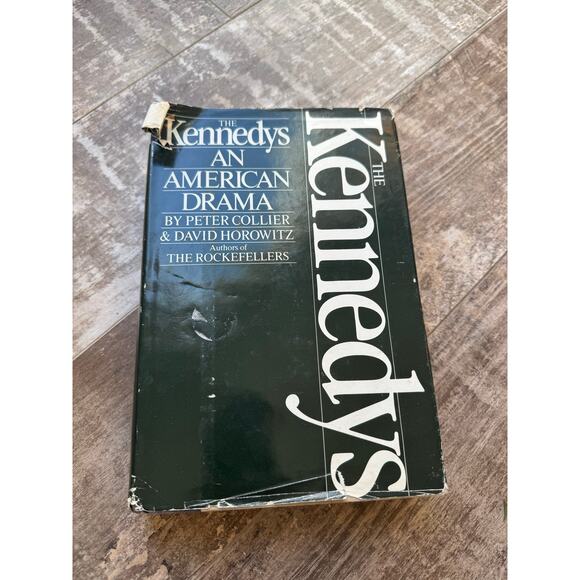 THE
Kennedys
AN
AMERICAN
DRAMA
BY PETER COLLIER
& DAVID HOROWITZ
Authors of
THE ROCKEFELLERS
THE
Kennedys